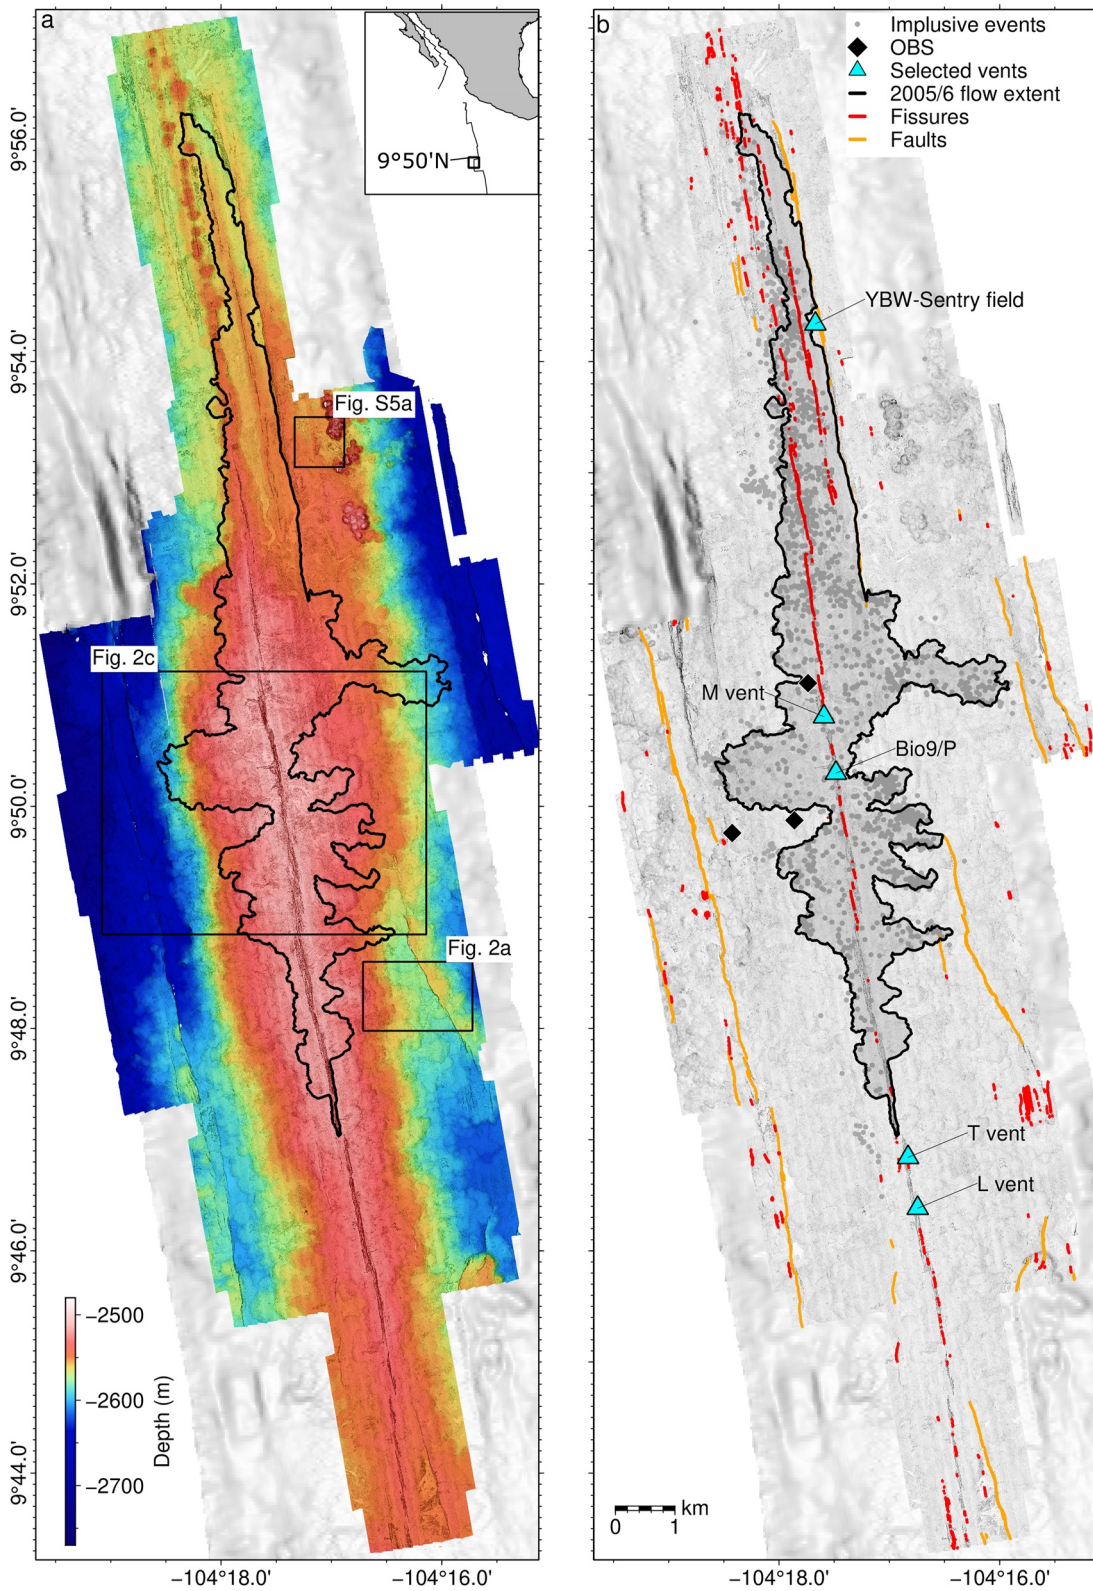 a
9°50'N
9°56.0'
9°54.0'
9°52.0'
9°50.0'
9°48.0'
9°46.0'
9°44.0'
Fig. S5a
Fig. 2c
Fig. 2a
−2500
−2600
−2700
Depth (m)
−104°18.0'
−104°16.0'
b
Implusive events
OBS
Selected vents
2005/6 flow extent
Fissures
Faults
YBW-Sentry field
M vent
Bio9/P
T vent
L vent
km
0 1
−104°18.0'
−104°16.0'